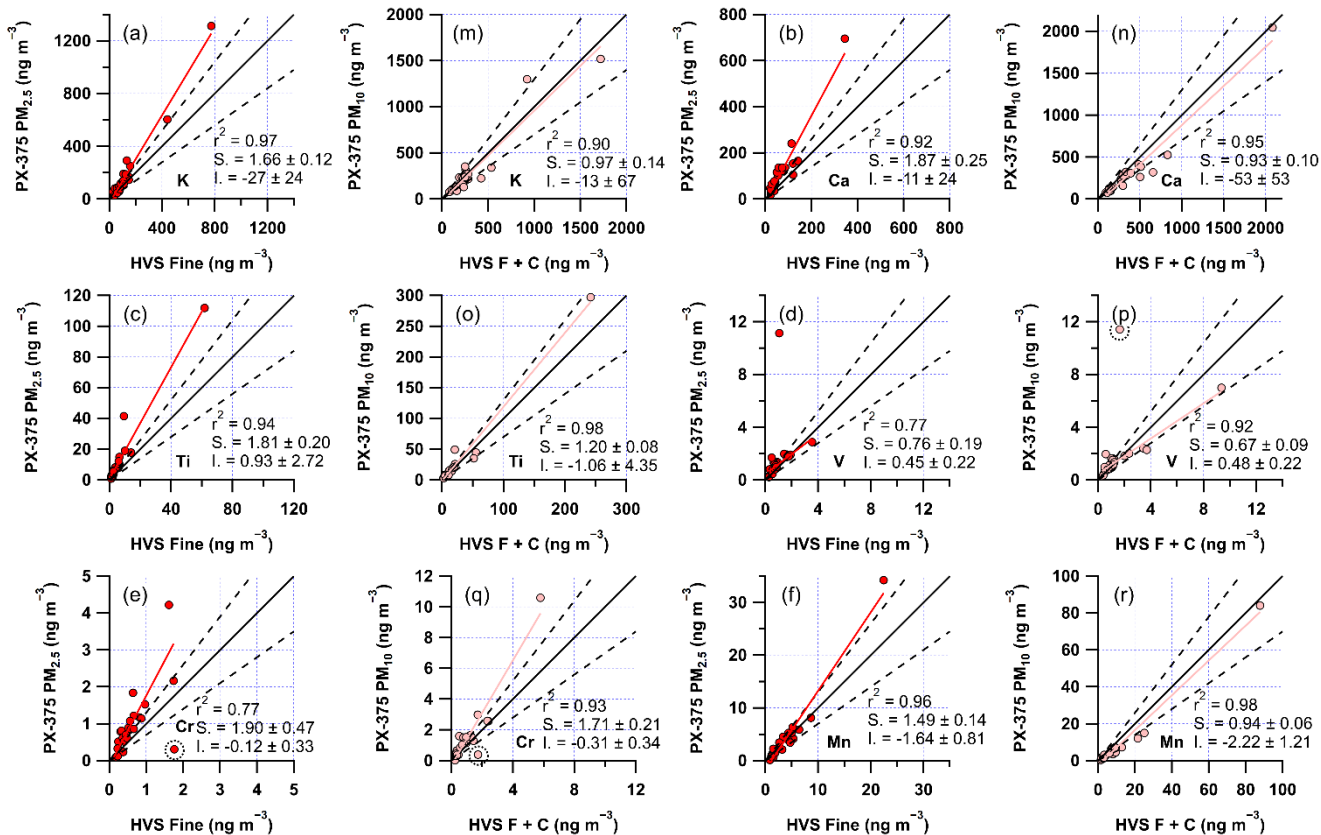 (a)
PX-375 PM2.5 (ng m−3)
1200
800
400
0
r2 = 0.97
S. = 1.66 ± 0.12
K I. = -27 ± 24
0 400 800 1200
HVS Fine (ng m−3)
(m)
PX-375 PM10 (ng m−3)
2000
1500
1000
500
0
r2 = 0.90
S. = 0.97 ± 0.14
K I. = -13 ± 67
0 500 1000 1500 2000
HVS F + C (ng m−3)
(b)
PX-375 PM2.5 (ng m−3)
800
600
400
200
0
r2 = 0.92
S. = 1.87 ± 0.25
Ca I. = -11 ± 24
0 200 400 600 800
HVS Fine (ng m−3)
(n)
PX-375 PM10 (ng m−3)
2000
1500
1000
500
0
r2 = 0.95
S. = 0.93 ± 0.10
Ca I. = -53 ± 53
0 500 1000 1500 2000
HVS F + C (ng m−3)
(c)
PX-375 PM2.5 (ng m−3)
120
100
80
60
40
20
0
r2 = 0.94
S. = 1.81 ± 0.20
Ti I. = 0.93 ± 2.72
0 40 80 120
HVS Fine (ng m−3)
(o)
PX-375 PM10 (ng m−3)
300
250
200
150
100
50
0
r2 = 0.98
S. = 1.20 ± 0.08
Ti I. = -1.06 ± 4.35
0 100 200 300
HVS F + C (ng m−3)
(d)
PX-375 PM2.5 (ng m−3)
12
8
4
0
r2 = 0.77
S. = 0.76 ± 0.19
V I. = 0.45 ± 0.22
0 4 8 12
HVS Fine (ng m−3)
(p)
PX-375 PM10 (ng m−3)
12
8
4
0
r2 = 0.92
S. = 0.67 ± 0.09
V I. = 0.48 ± 0.22
0 4 8 12
HVS F + C (ng m−3)
(e)
PX-375 PM2.5 (ng m−3)
5
4
3
2
1
0
r2 = 0.77
Cr S. = 1.90 ± 0.47
I. = -0.12 ± 0.33
0 1 2 3 4 5
HVS Fine (ng m−3)
(q)
PX-375 PM10 (ng m−3)
12
10
8
6
4
2
0
r2 = 0.93
S. = 1.71 ± 0.21
Cr I. = -0.31 ± 0.34
0 4 8 12
HVS F + C (ng m−3)
(f)
PX-375 PM2.5 (ng m−3)
30
20
10
0
r2 = 0.96
S. = 1.49 ± 0.14
Mn I. = -1.64 ± 0.81
0 10 20 30
HVS Fine (ng m−3)
(r)
PX-375 PM10 (ng m−3)
100
80
60
40
20
0
r2 = 0.98
S. = 0.94 ± 0.06
Mn I. = -2.22 ± 1.21
0 20 40 60 80 100
HVS F + C (ng m−3)